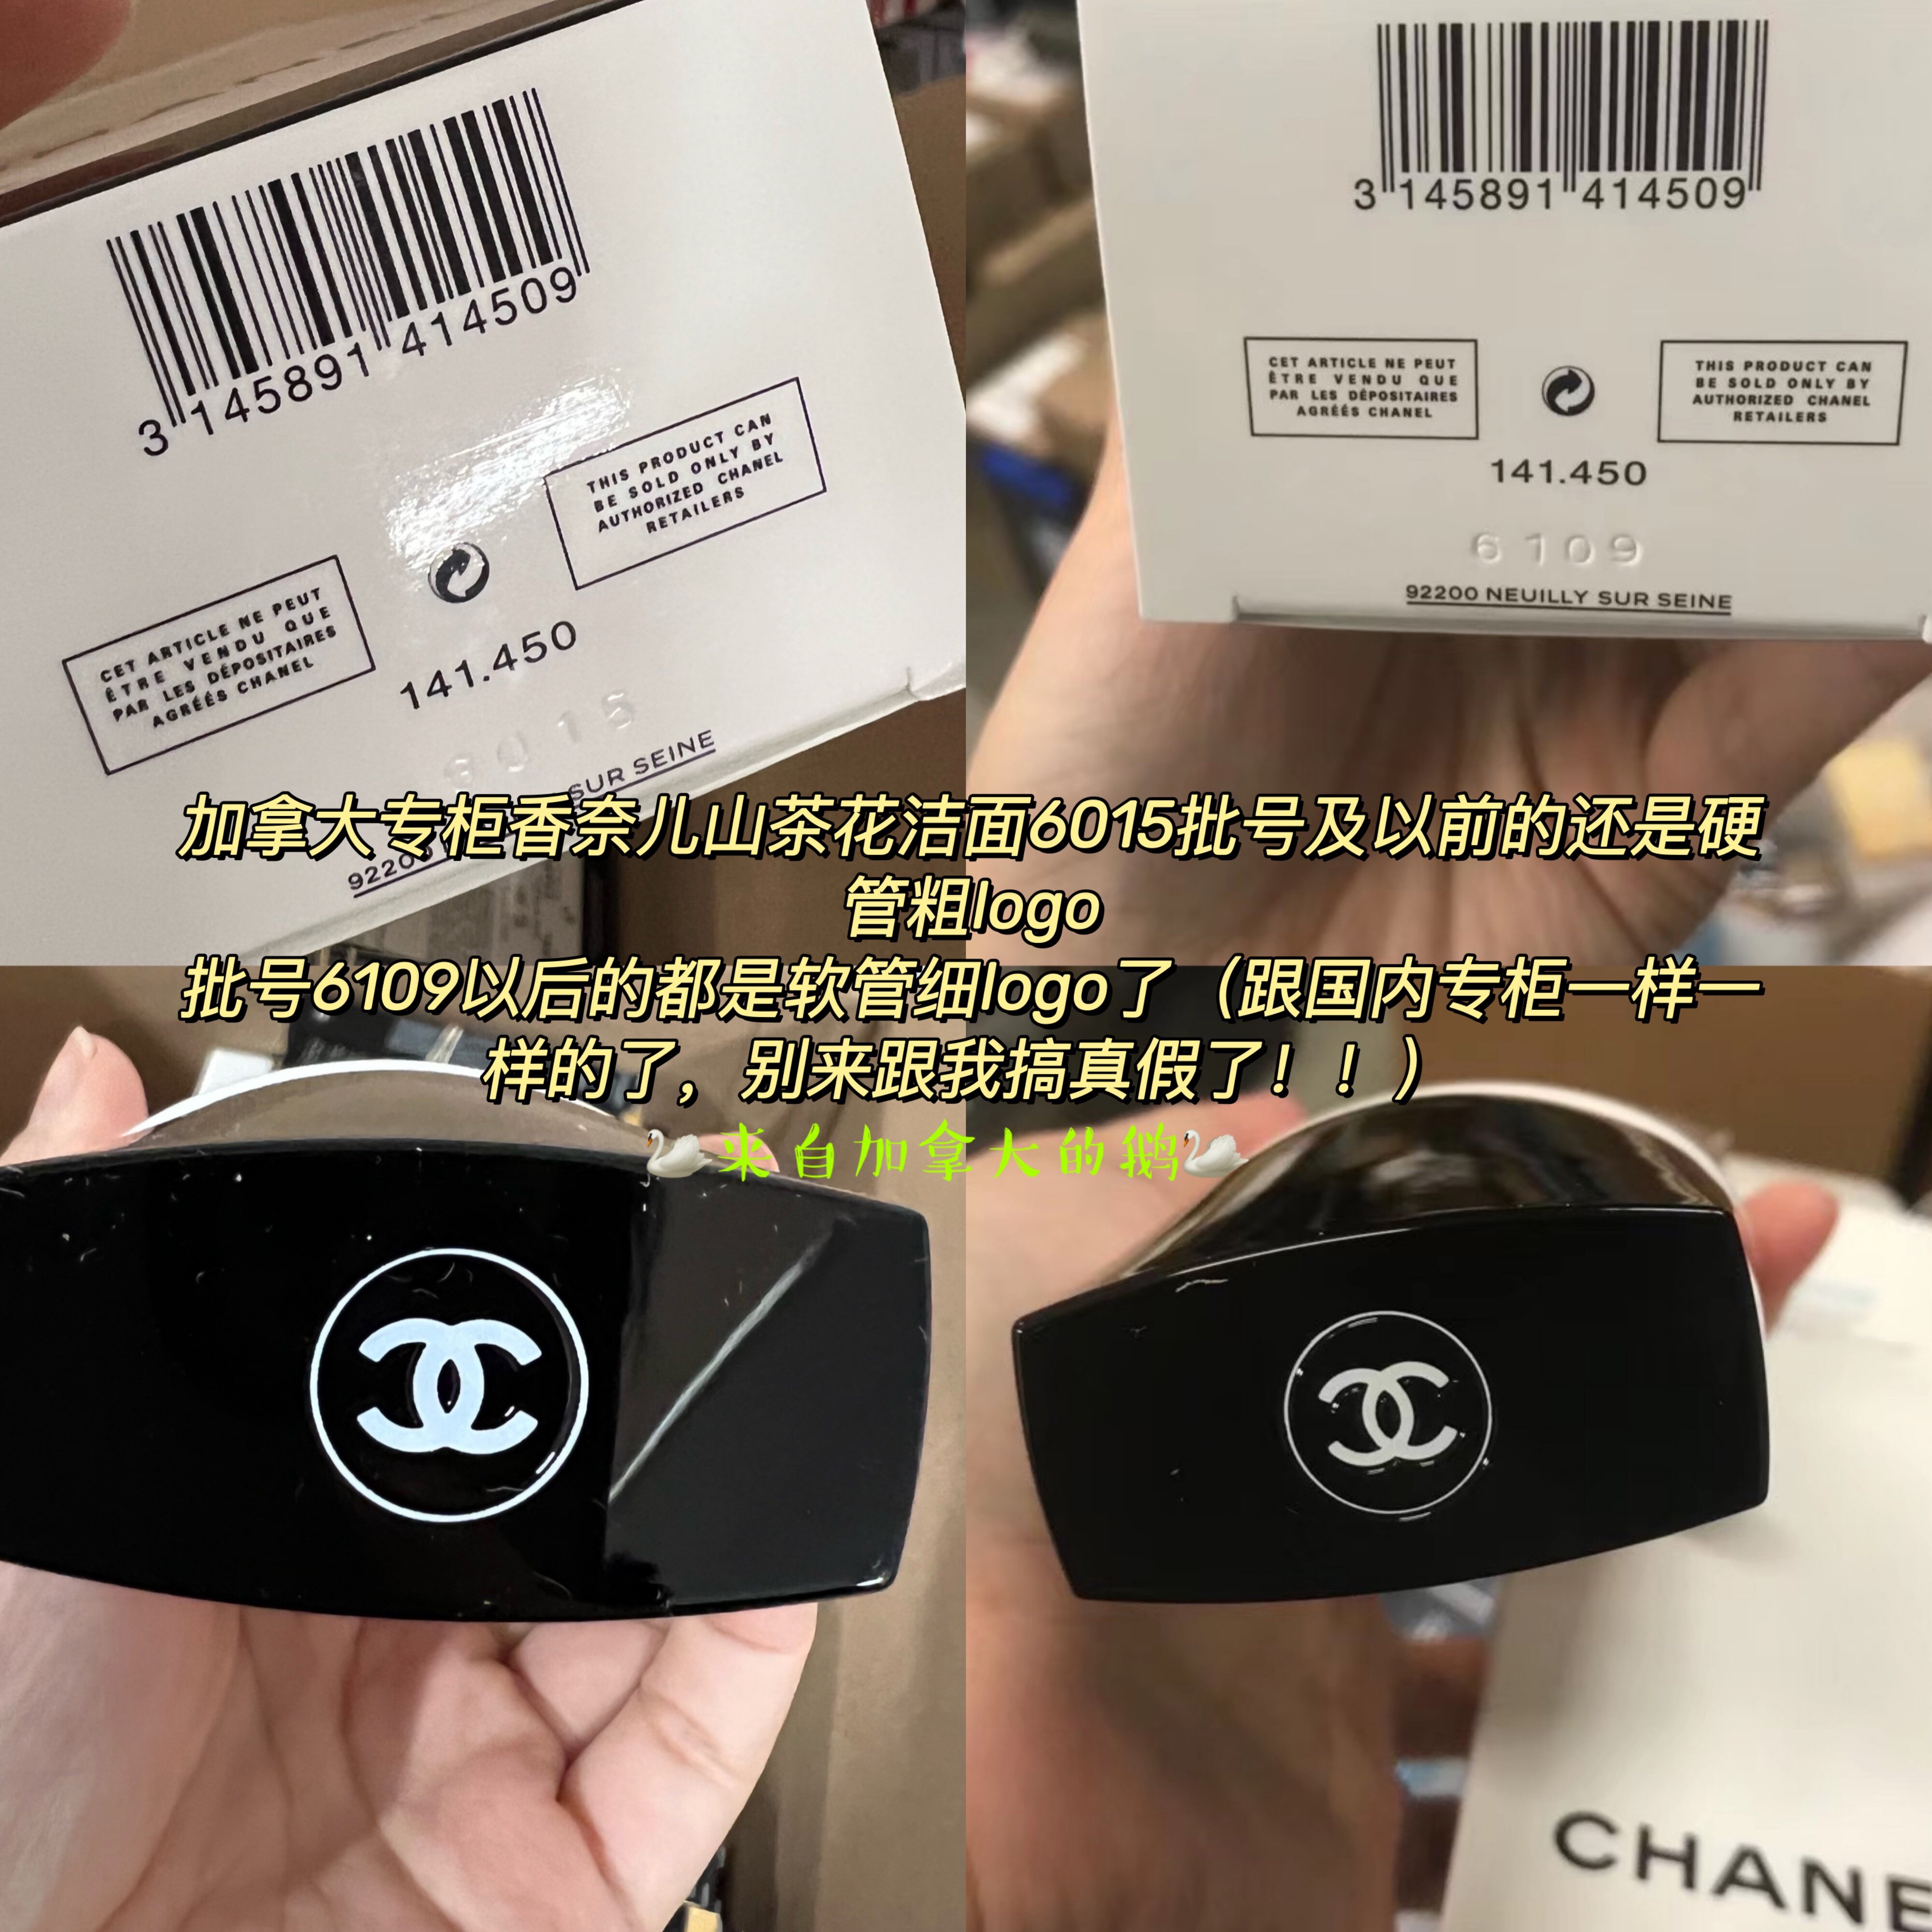 3 145891 414509
CET ARTICLE NE PEUT
ÊTRE VENDU QUE
PAR LES DÉPOSITAIRES
AGRÉÉS CHANEL
THIS PRODUCT CAN
BE SOLD ONLY BY
AUTHORIZED CHANEL
RETAILERS
141.450
6015
SUR SEINE
3 145891 414509
CET ARTICLE NE PEUT
ÊTRE VENDU QUE
PAR LES DÉPOSITAIRES
AGRÉÉS CHANEL
THIS PRODUCT CAN
BE SOLD ONLY BY
AUTHORIZED CHANEL
RETAILERS
141.450
6109
92200 NEUILLY SUR SEINE
加拿大专柜香奈儿山茶花洁面6015批号及以前的还是硬
管粗logo
批号6109以后的都是软管细logo了（跟国内专柜一样一
样的了，别来跟我搞真假了！！）
🦢来自加拿大的鹅🦢
CHANE